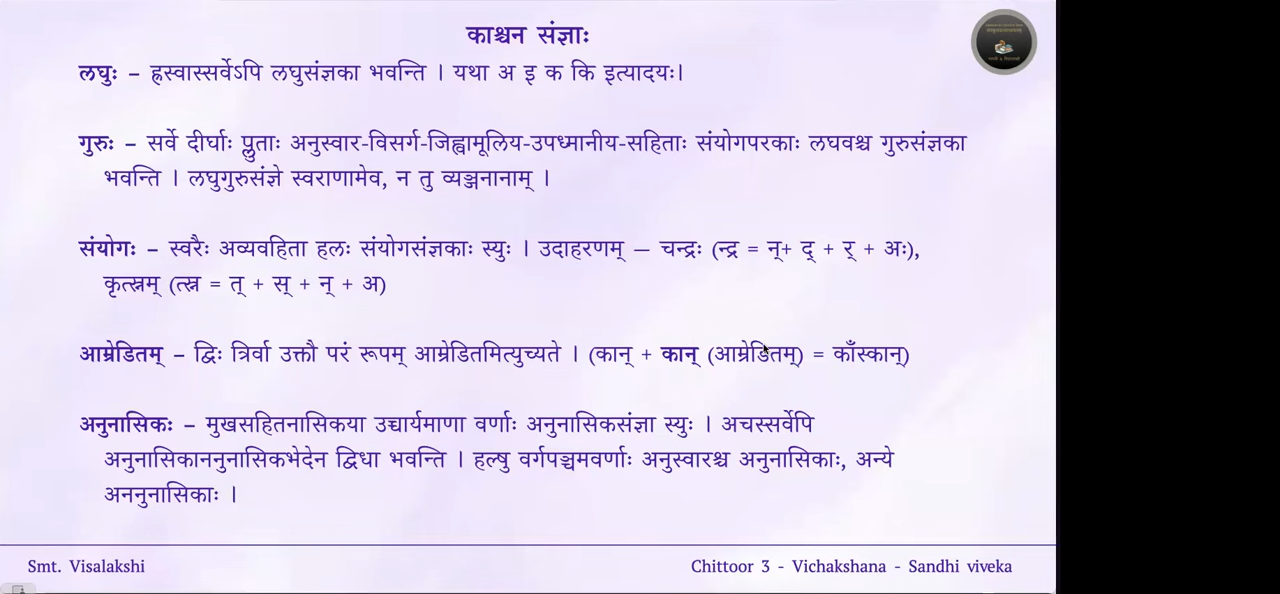 काश्चन संज्ञाः
लघुः – ह्रस्वास्सर्वेऽपि लघुसंज्ञका भवन्ति । यथा अ इ क कि इत्यादयः।
गुरुः – सर्वे दीर्घाः प्लुताः अनुस्वार-विसर्ग-जिह्वामूलिय-उपध्मानीय-सहिताः संयोगपरकाः लघवश्च गुरुसंज्ञका
भवन्ति । लघुगुरुसंज्ञे स्वराणामेव, न तु व्यञ्जनानाम् ।
संयोगः – स्वरैः अव्यवहिता हलः संयोगसंज्ञकाः स्युः । उदाहरणम् — चन्द्रः (न्द्र = न्+ द् + र् + अः),
कृत्स्नम् (त्स्न = त् + स् + न् + अ)
आम्रेडितम् – द्विः त्रिर्वा उक्तौ परं रूपम् आम्रेडितमित्युच्यते । (कान् + कान् (आम्रेडितम्) = काँस्कान्)
अनुनासिकः – मुखसहितनासिकया उच्चार्यमाणा वर्णाः अनुनासिकसंज्ञा स्युः । अचस्सर्वेपि
अनुनासिकाननुनासिकभेदेन द्विधा भवन्ति । हल्षु वर्गपञ्चमवर्णाः अनुस्वारश्च अनुनासिकाः, अन्ये
अननुनासिकाः ।
Smt. Visalakshi
Chittoor 3 - Vichakshana - Sandhi viveka